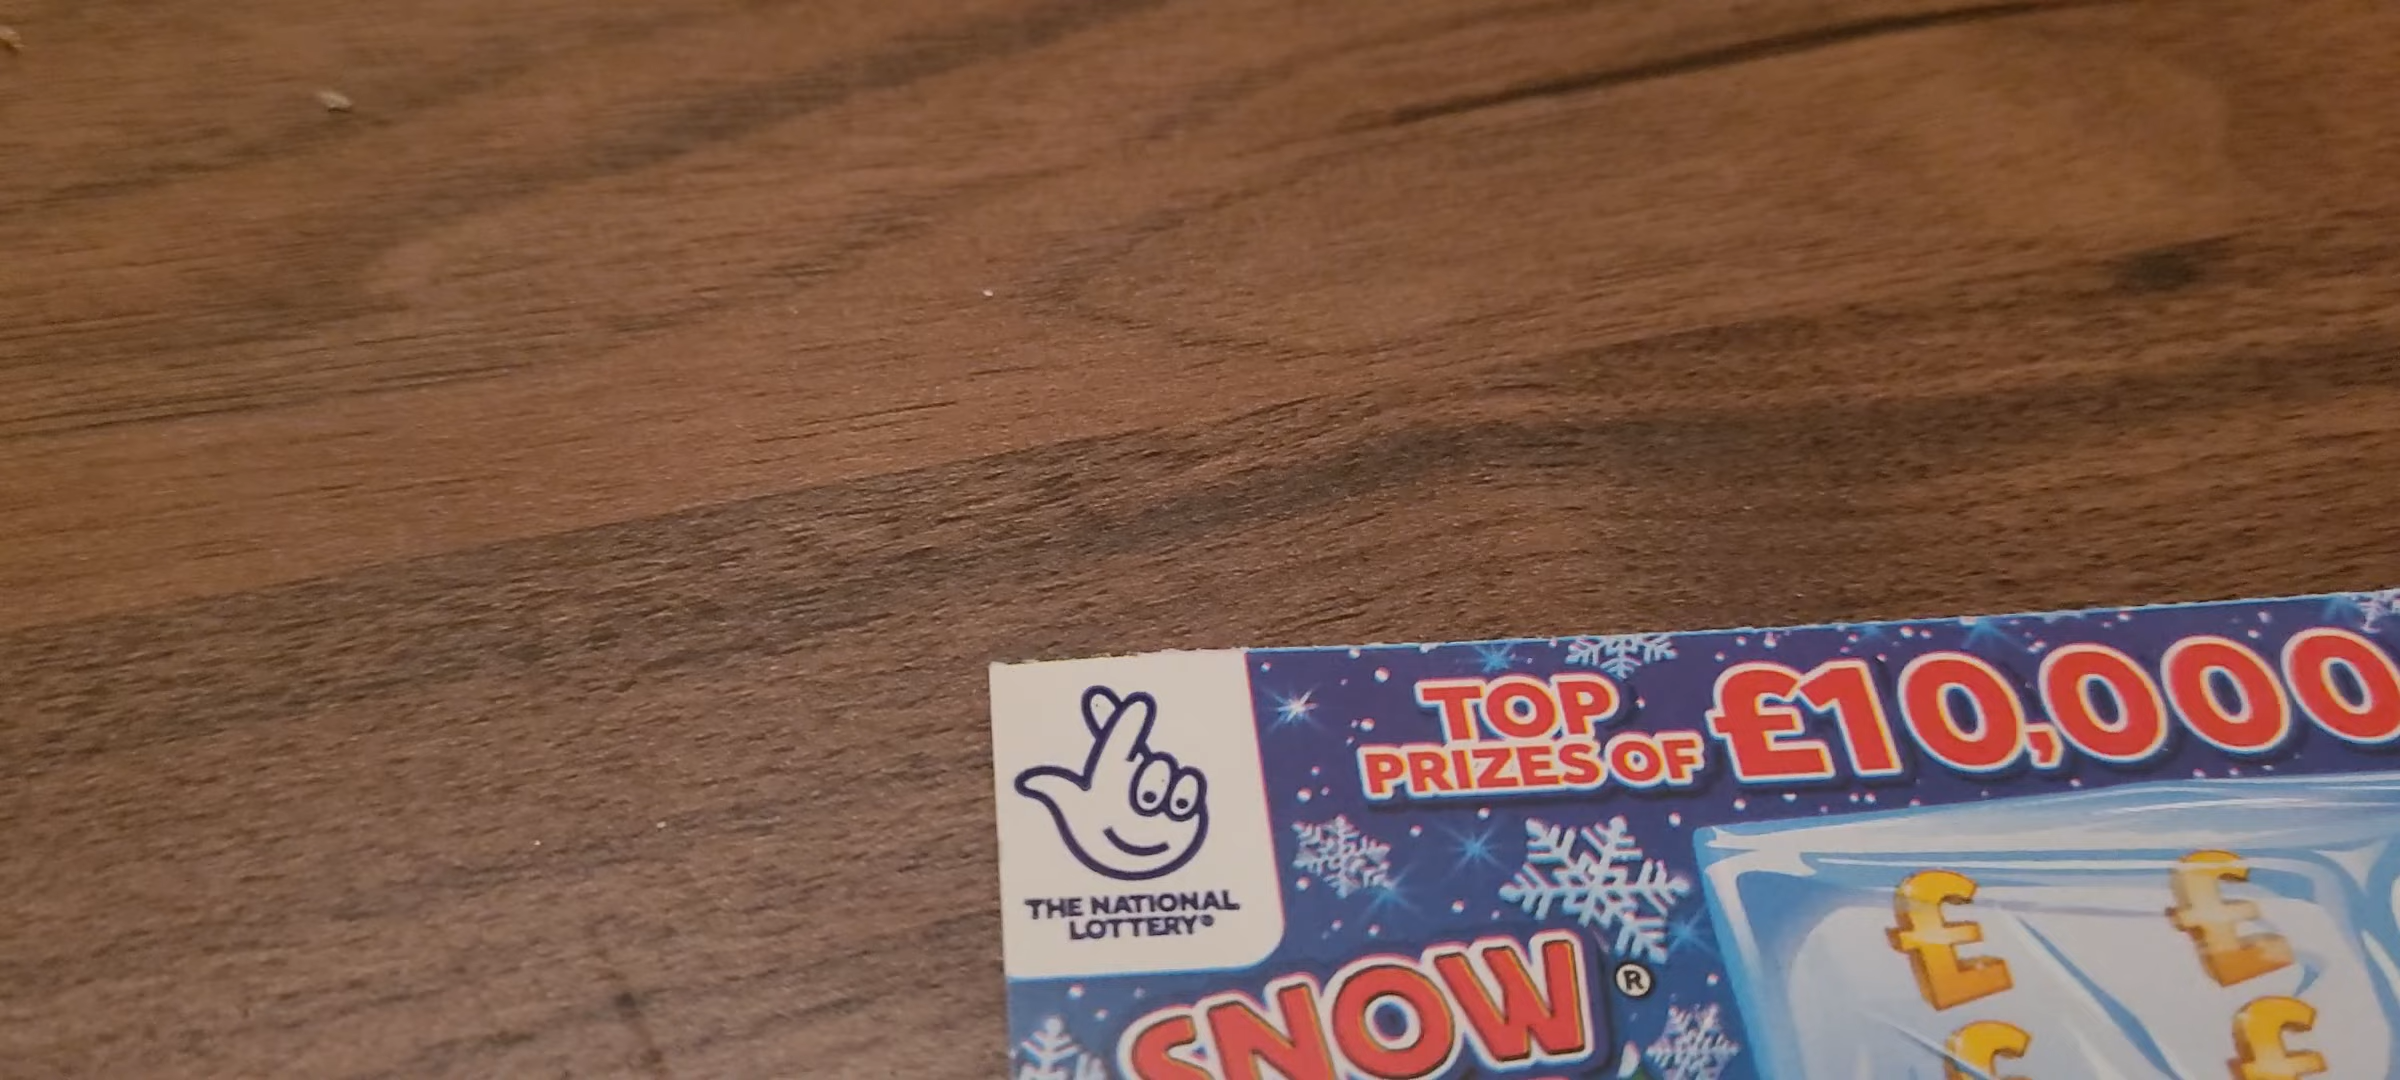 TOP
PRIZES OF £10,000
THE NATIONAL
LOTTERY®
SNOW ®
£ £
£ £